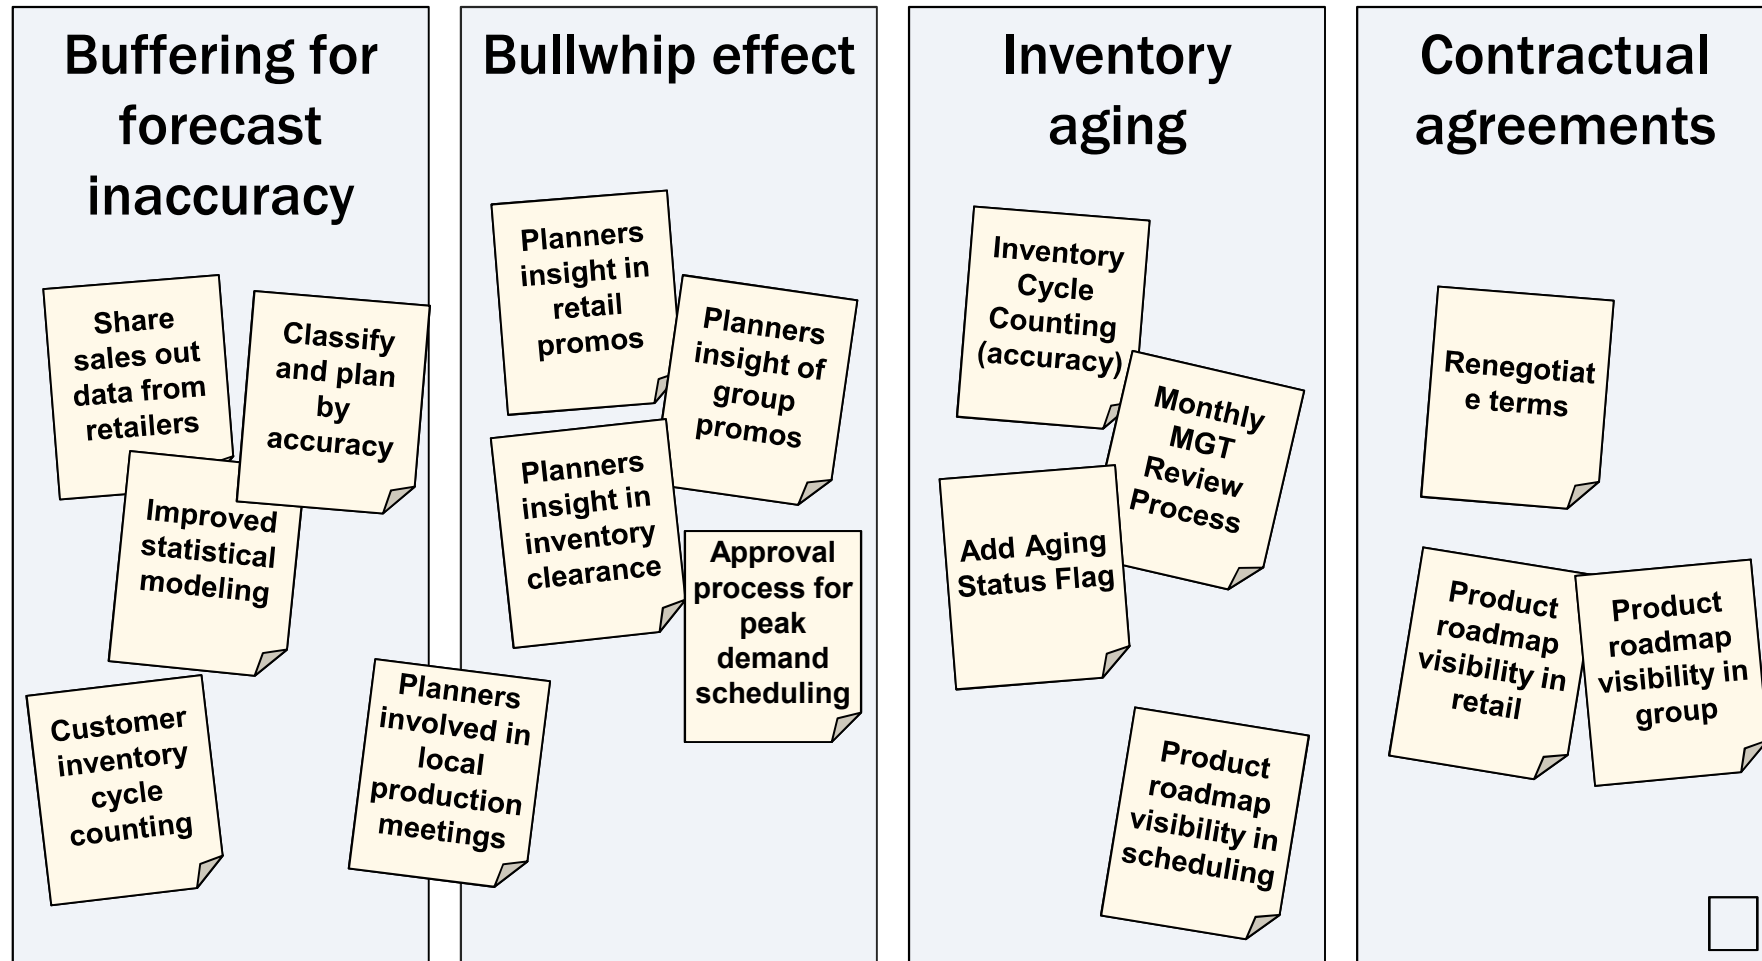 Buffering for
forecast
inaccuracy
Share
sales out
data from
retailers
Classify
and plan
by
accuracy
Improved
statistical
modeling
Customer
inventory
cycle
counting
Planners
involved in
local
production
meetings
Bullwhip effect
Planners
insight in
retail
promos
Planners
insight of
group
promos
Planners
insight in
inventory
clearance
Approval
process for
peak
demand
scheduling
Inventory
aging
Inventory
Cycle
Counting
(accuracy)
Monthly
MGT
Review
Process
Add Aging
Status Flag
Product
roadmap
visibility in
scheduling
Contractual
agreements
Renegotiat
e terms
Product
roadmap
visibility in
retail
Product
roadmap
visibility in
group